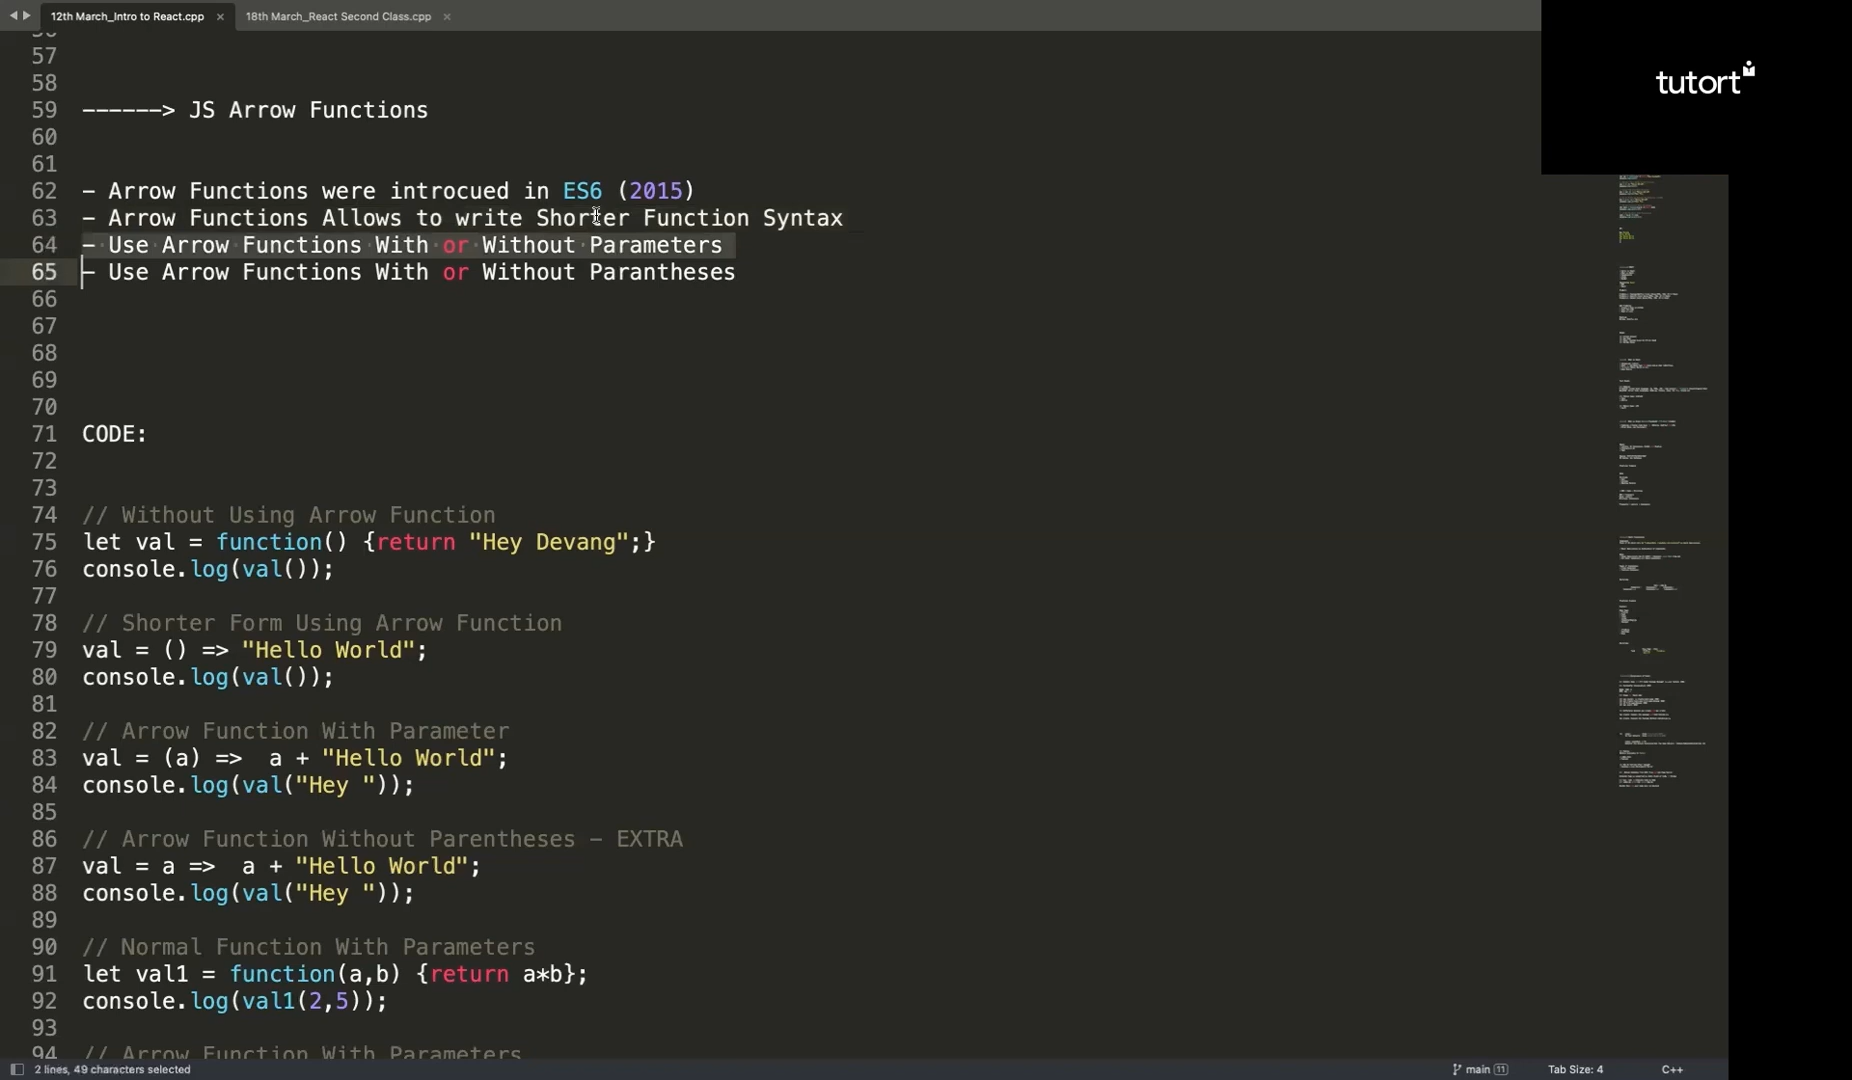 12th March_Intro to React.cpp ×
18th March_React Second Class.cpp ×
tutort
57
58
59 ------> JS Arrow Functions
60
61
62 - Arrow Functions were introcued in ES6 (2015)
63 - Arrow Functions Allows to write Shorter Function Syntax
64 - Use Arrow Functions With or Without Parameters
65 - Use Arrow Functions With or Without Parantheses
66
67
68
69
70
71 CODE:
72
73
74 // Without Using Arrow Function
75 let val = function() {return "Hey Devang";}
76 console.log(val());
77
78 // Shorter Form Using Arrow Function
79 val = () => "Hello World";
80 console.log(val());
81
82 // Arrow Function With Parameter
83 val = (a) =>  a + "Hello World";
84 console.log(val("Hey "));
85
86 // Arrow Function Without Parentheses - EXTRA
87 val = a =>  a + "Hello World";
88 console.log(val("Hey "));
89
90 // Normal Function With Parameters
91 let val1 = function(a,b) {return a*b};
92 console.log(val1(2,5));
93
94 // Arrow Function With Parameters
2 lines, 49 characters selected
main 11
Tab Size: 4
C++